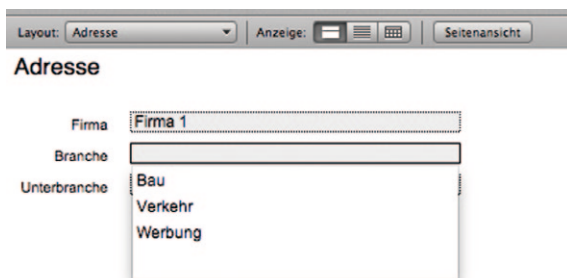 Layout: Adresse Anzeige: Seitenansicht
Adresse
Firma Firma 1
Branche
Unterbranche
Bau
Verkehr
Werbung